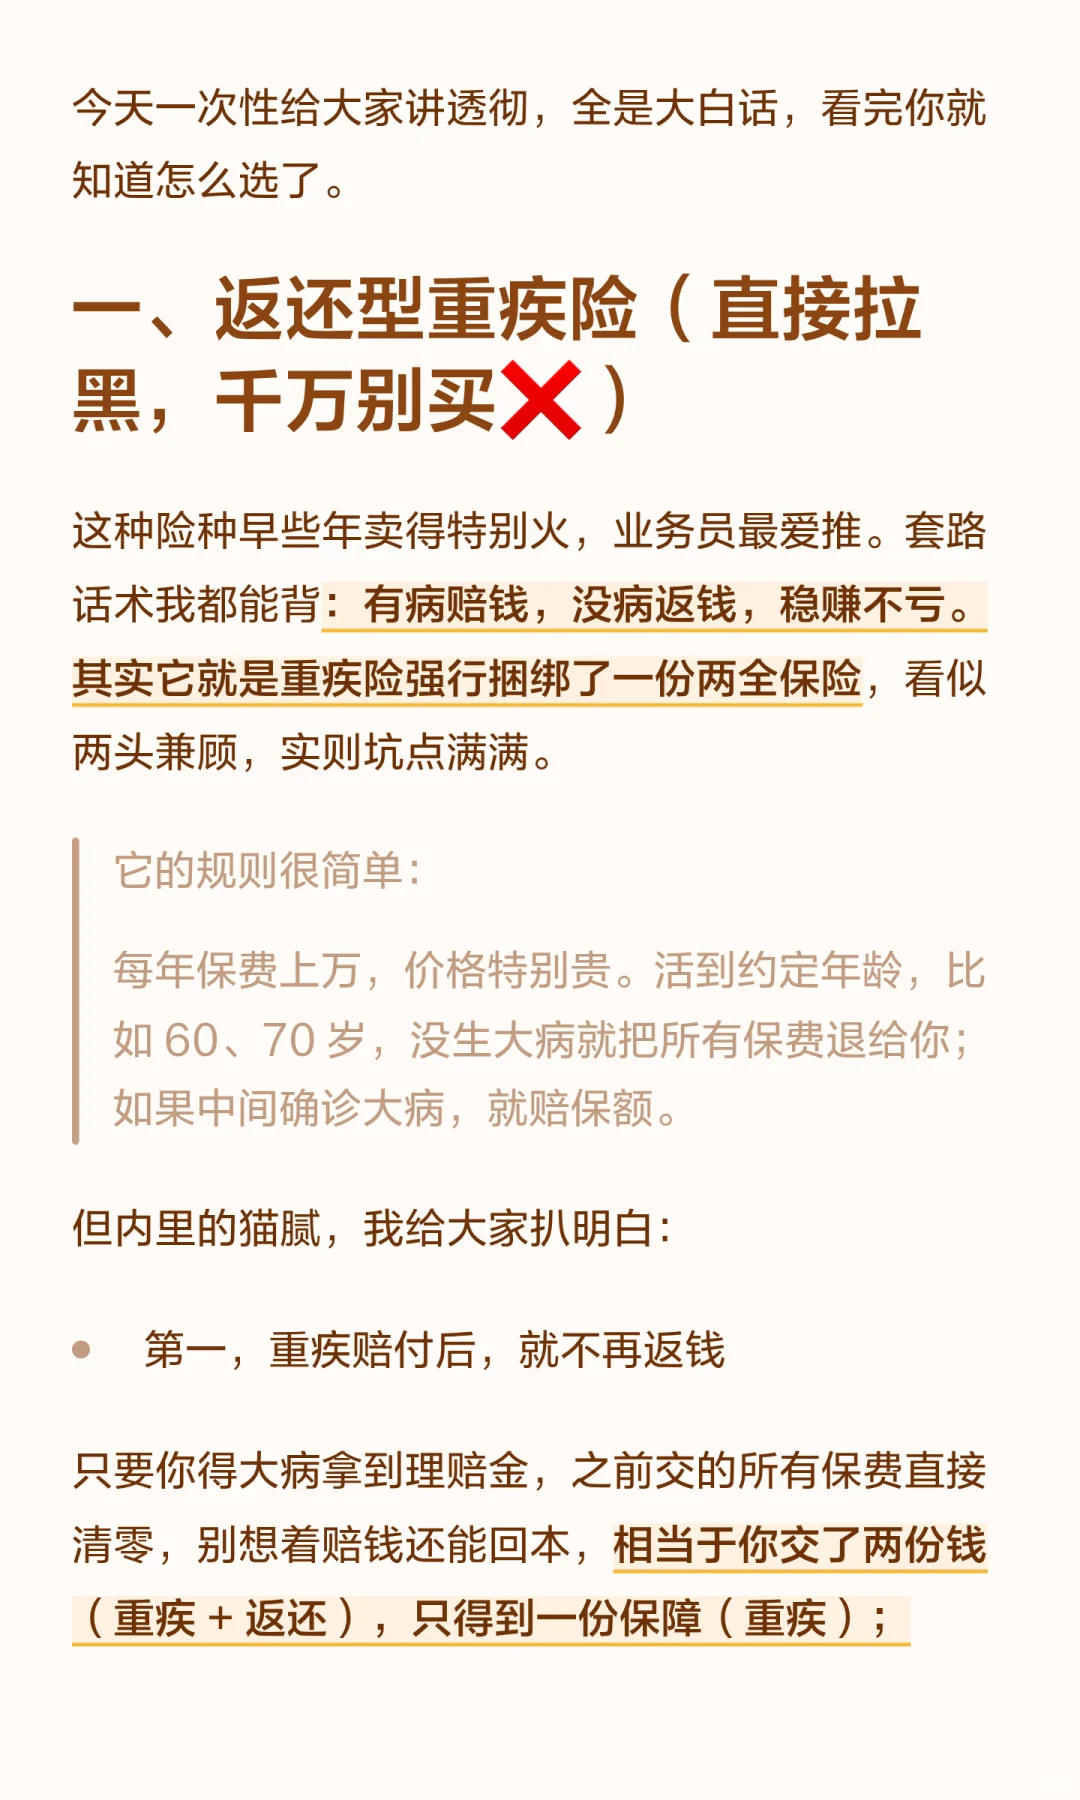 今天一次性给大家讲透彻，全是大白话，看完你就
知道怎么选了。
一、返还型重疾险（直接拉
黑，千万别买❌）
这种险种早些年卖得特别火，业务员最爱推。套路
话术我都能背：有病赔钱，没病返钱，稳赚不亏。
其实它就是重疾险强行捆绑了一份两全保险，看似
两头兼顾，实则坑点满满。
它的规则很简单：
每年保费上万，价格特别贵。活到约定年龄，比
如 60、70 岁，没生大病就把所有保费退给你；
如果中间确诊大病，就赔保额。
但内里的猫腻，我给大家扒明白：
第一，重疾赔付后，就不再返钱
只要你得大病拿到理赔金，之前交的所有保费直接
清零，别想着赔钱还能回本，相当于你交了两份钱
（重疾 + 返还），只得到一份保障（重疾）；